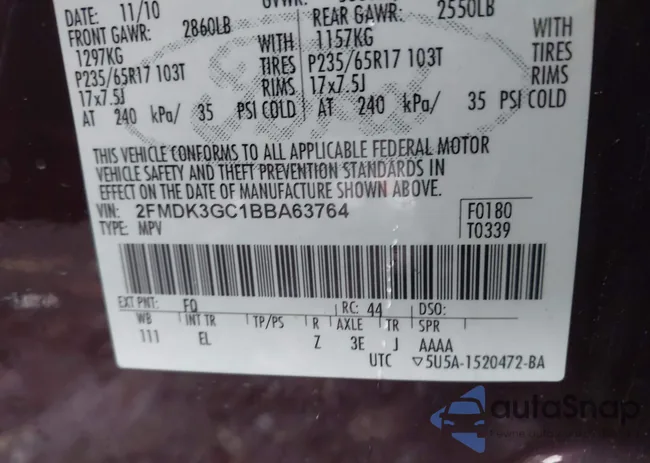 DATE: 11/10
FRONT GAWR: 2860LB
1297KG WITH
P235/65R17 103T TIRES
17x7.5J RIMS
AT 240 kPa/ 35 PSI COLD
REAR GAWR: 2550LB
1157KG WITH
P235/65R17 103T TIRES
17x7.5J RIMS
AT 240 kPa/ 35 PSI COLD
THIS VEHICLE CONFORMS TO ALL APPLICABLE FEDERAL MOTOR
VEHICLE SAFETY AND THEFT PREVENTION STANDARDS IN
EFFECT ON THE DATE OF MANUFACTURE SHOWN ABOVE.
VIN: 2FMDK3GC1BBA63764 F0180
TYPE: MPV T0339
EXT PNT: FQ RC: 44 DSO:
WB INT TR TP/PS R AXLE TR SPR
111 EL Z 3E J AAAA
UTC ▽5U5A-1520472-BA
autoSnap